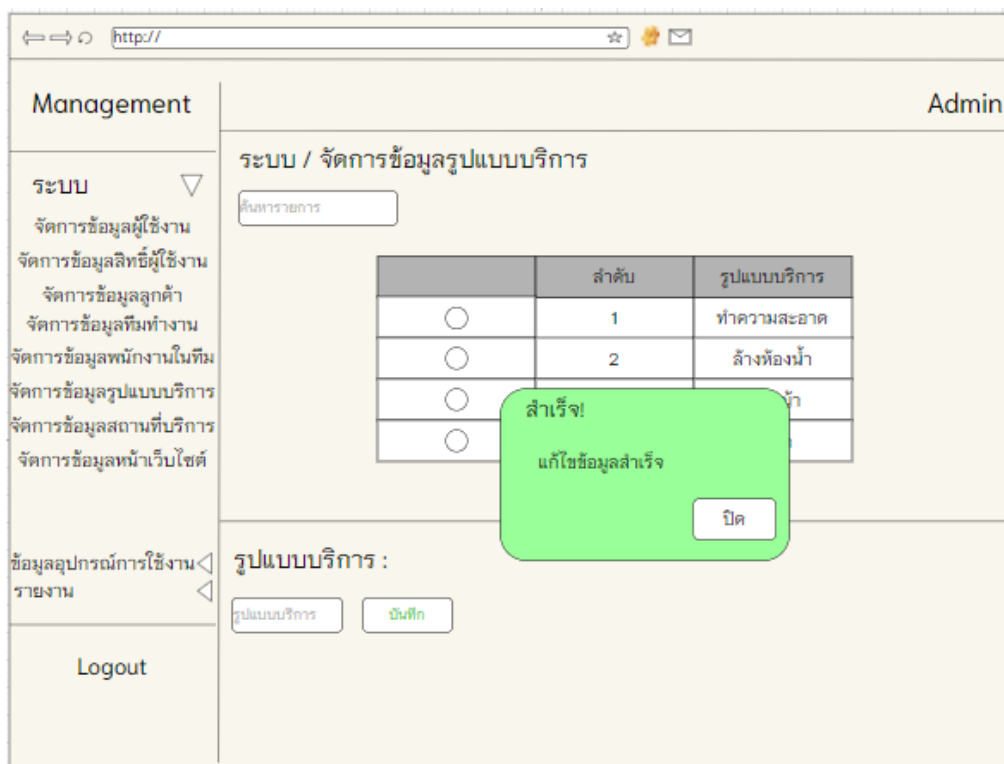 http://
Management
Admin
ระบบ / จัดการข้อมูลรูปแบบบริการ
ค้นหารายการ
ระบบ
จัดการข้อมูลผู้ใช้งาน
จัดการข้อมูลสิทธิ์ผู้ใช้งาน
จัดการข้อมูลลูกค้า
จัดการข้อมูลทีมทำงาน
จัดการข้อมูลพนักงานในทีม
จัดการข้อมูลรูปแบบบริการ
จัดการข้อมูลสถานที่บริการ
จัดการข้อมูลหน้าเว็บไซต์
ข้อมูลอุปกรณ์การใช้งาน
รายงาน
Logout
ลำดับ รูปแบบบริการ
1 ทำความสะอาด
2 ล้างห้องน้ำ
สำเร็จ!
แก้ไขข้อมูลสำเร็จ
ปิด
รูปแบบบริการ :
รูปแบบบริการ บันทึก